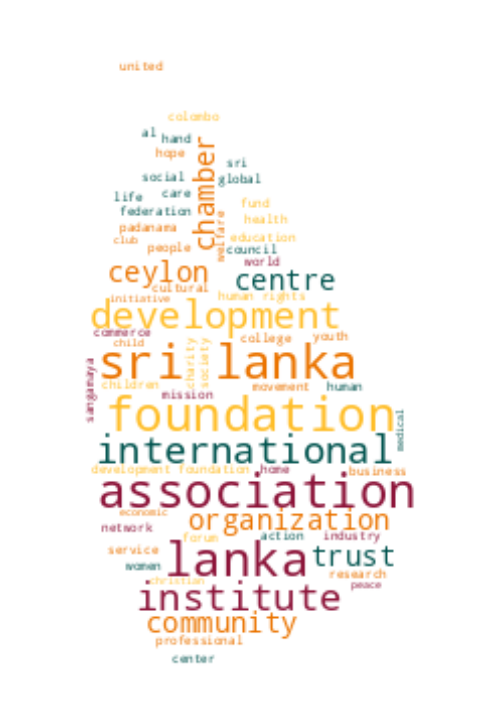 united
colombo
al
hand
chamber
hope
sri
social
global
life
care
fund
federation
health
padanama
welfare
club
people
education
council
world
ceylon
centre
cultural
initiative
human rights
development
commerce
child
college
youth
charity
society
sri lanka
sangamaya
children
movement
human
mission
foundation
medical
international
development foundation
home
business
association
economic
organization
network
forum
action
industry
service
lanka
trust
women
research
christian
peace
institute
community
professional
center